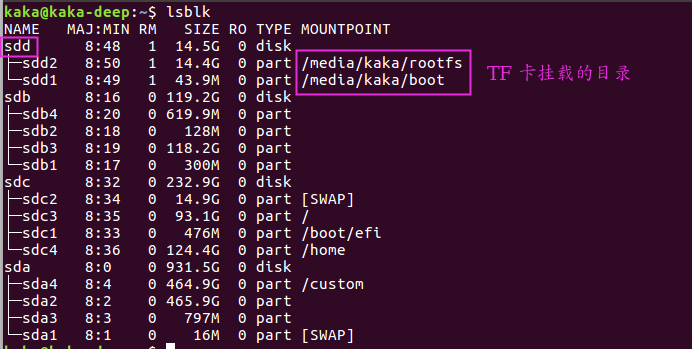 kaka@kaka-deep:~$ lsblk
NAME   MAJ:MIN RM   SIZE RO TYPE MOUNTPOINT
sdd      8:48   1  14.5G  0 disk
├─sdd2   8:50   1  14.4G  0 part /media/kaka/rootfs
└─sdd1   8:49   1  43.9M  0 part /media/kaka/boot
TF 卡挂载的目录
sdb      8:16   0 119.2G  0 disk
├─sdb4   8:20   0 619.9M  0 part
├─sdb2   8:18   0   128M  0 part
├─sdb3   8:19   0 118.2G  0 part
└─sdb1   8:17   0   300M  0 part
sdc      8:32   0 232.9G  0 disk
├─sdc2   8:34   0  14.9G  0 part [SWAP]
├─sdc3   8:35   0  93.1G  0 part /
├─sdc1   8:33   0   476M  0 part /boot/efi
└─sdc4   8:36   0 124.4G  0 part /home
sda      8:0    0 931.5G  0 disk
├─sda4   8:4    0 464.9G  0 part /custom
├─sda2   8:2    0 465.9G  0 part
├─sda3   8:3    0   797M  0 part
└─sda1   8:1    0    16M  0 part [SWAP]
kaka@kaka-deep:~$